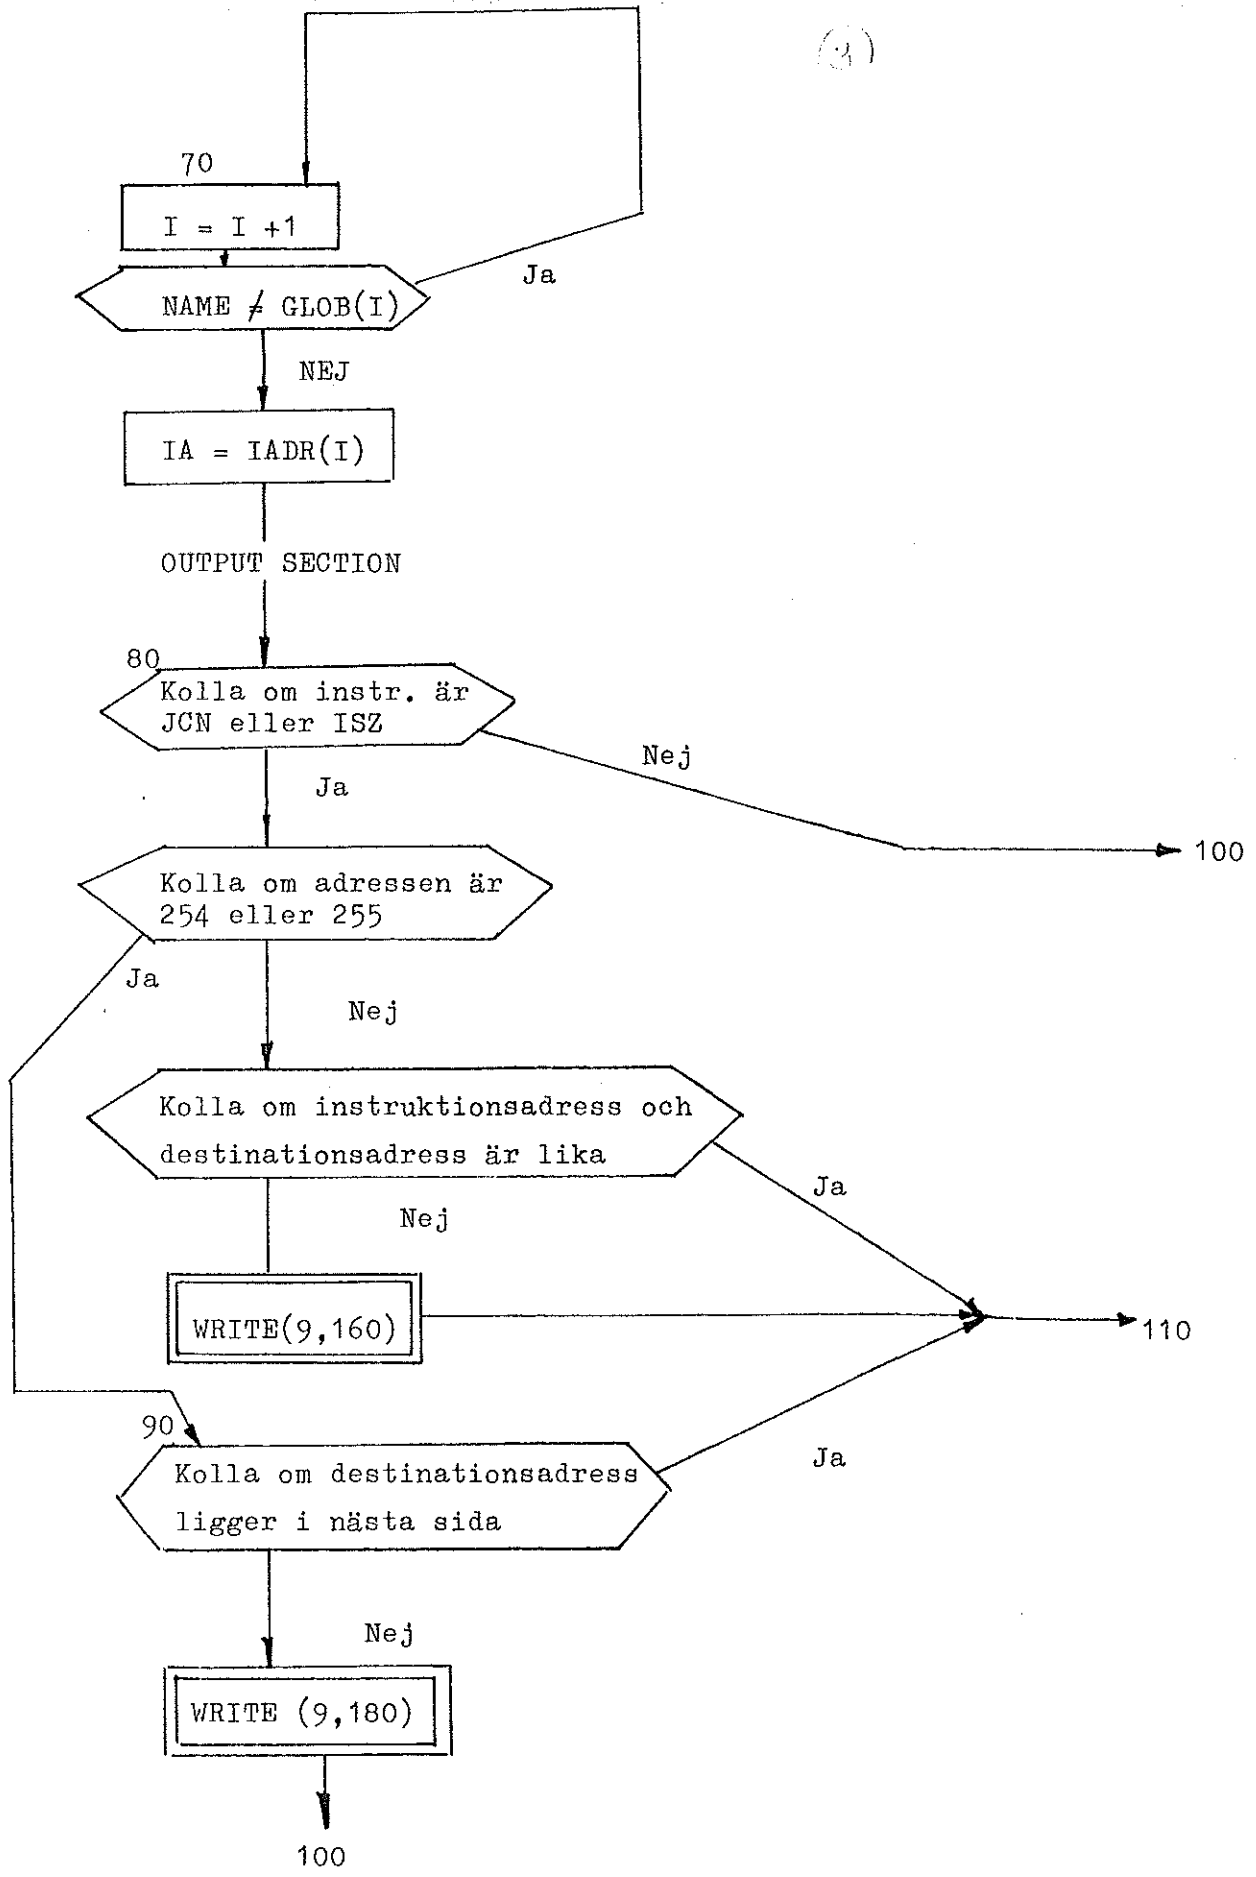 70
I = I +1
Ja
NAME ≠ GLOB(I)
NEJ
IA = IADR(I)
OUTPUT SECTION
80
Kolla om instr. är
JCN eller ISZ
Nej
Ja
100
Kolla om adressen är
254 eller 255
Ja
Nej
Kolla om instruktionsadress och
destinationsadress är lika
Ja
Nej
WRITE(9,160)
110
90
Kolla om destinationsadress
ligger i nästa sida
Ja
Nej
WRITE (9,180)
100